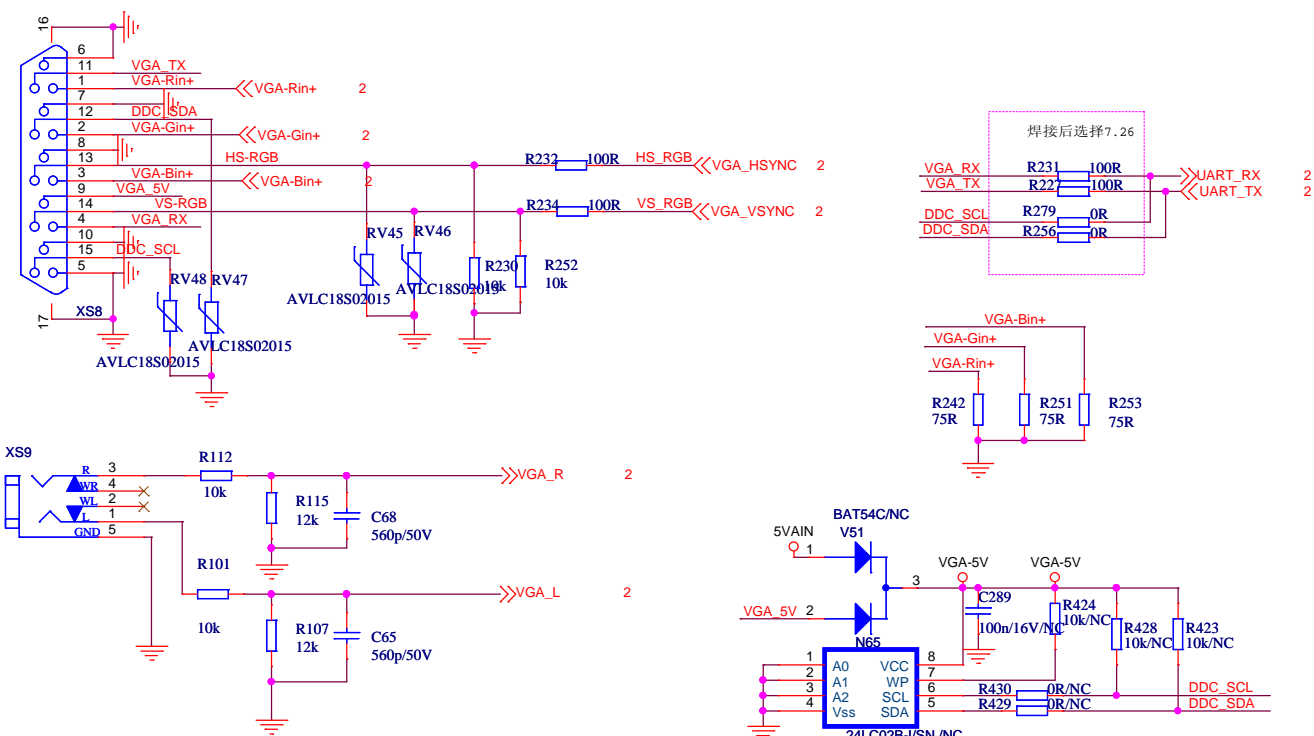 16
6
11
VGA_TX
1
VGA-Rin+
VGA-Rin+ 2
7
12
DDC_SDA
2
VGA-Gin+
VGA-Gin+ 2
8
13
HS-RGB
R232 100R
HS_RGB
VGA_HSYNC 2
3
VGA-Bin+
VGA-Bin+ 2
9
VGA_5V
14
VS-RGB
R234 100R
VS_RGB
VGA_VSYNC 2
4
VGA_RX
10
15
DDC_SCL
5
17
XS8
RV48
RV47
AVLC18S02015
AVLC18S02015
RV45
RV46
AVLC18S02015
AVLC18S02015
R230
10k
R252
10k
焊接后选择7.26
VGA_RX
R231 100R
UART_RX 2
VGA_TX
R227 100R
UART_TX 2
DDC_SCL
R279 0R
DDC_SDA
R256 0R
VGA-Bin+
VGA-Gin+
VGA-Rin+
R242
75R
R251
75R
R253
75R
XS9
R 3
WR 4
WL 2
L 1
GND 5
R112
10k
VGA_R 2
R115
12k
C68
560p/50V
R101
10k
VGA_L 2
R107
12k
C65
560p/50V
BAT54C/NC
V51
5VAIN
1
VGA_5V 2
3
VGA-5V
VGA-5V
C289
100n/16V/NC
R424
10k/NC
R428
10k/NC
R423
10k/NC
N65
1 A0 VCC 8
2 A1 WP 7
3 A2 SCL 6
4 Vss SDA 5
R430 0R/NC
DDC_SCL
R429 0R/NC
DDC_SDA
24LC02B-I/SN /NC